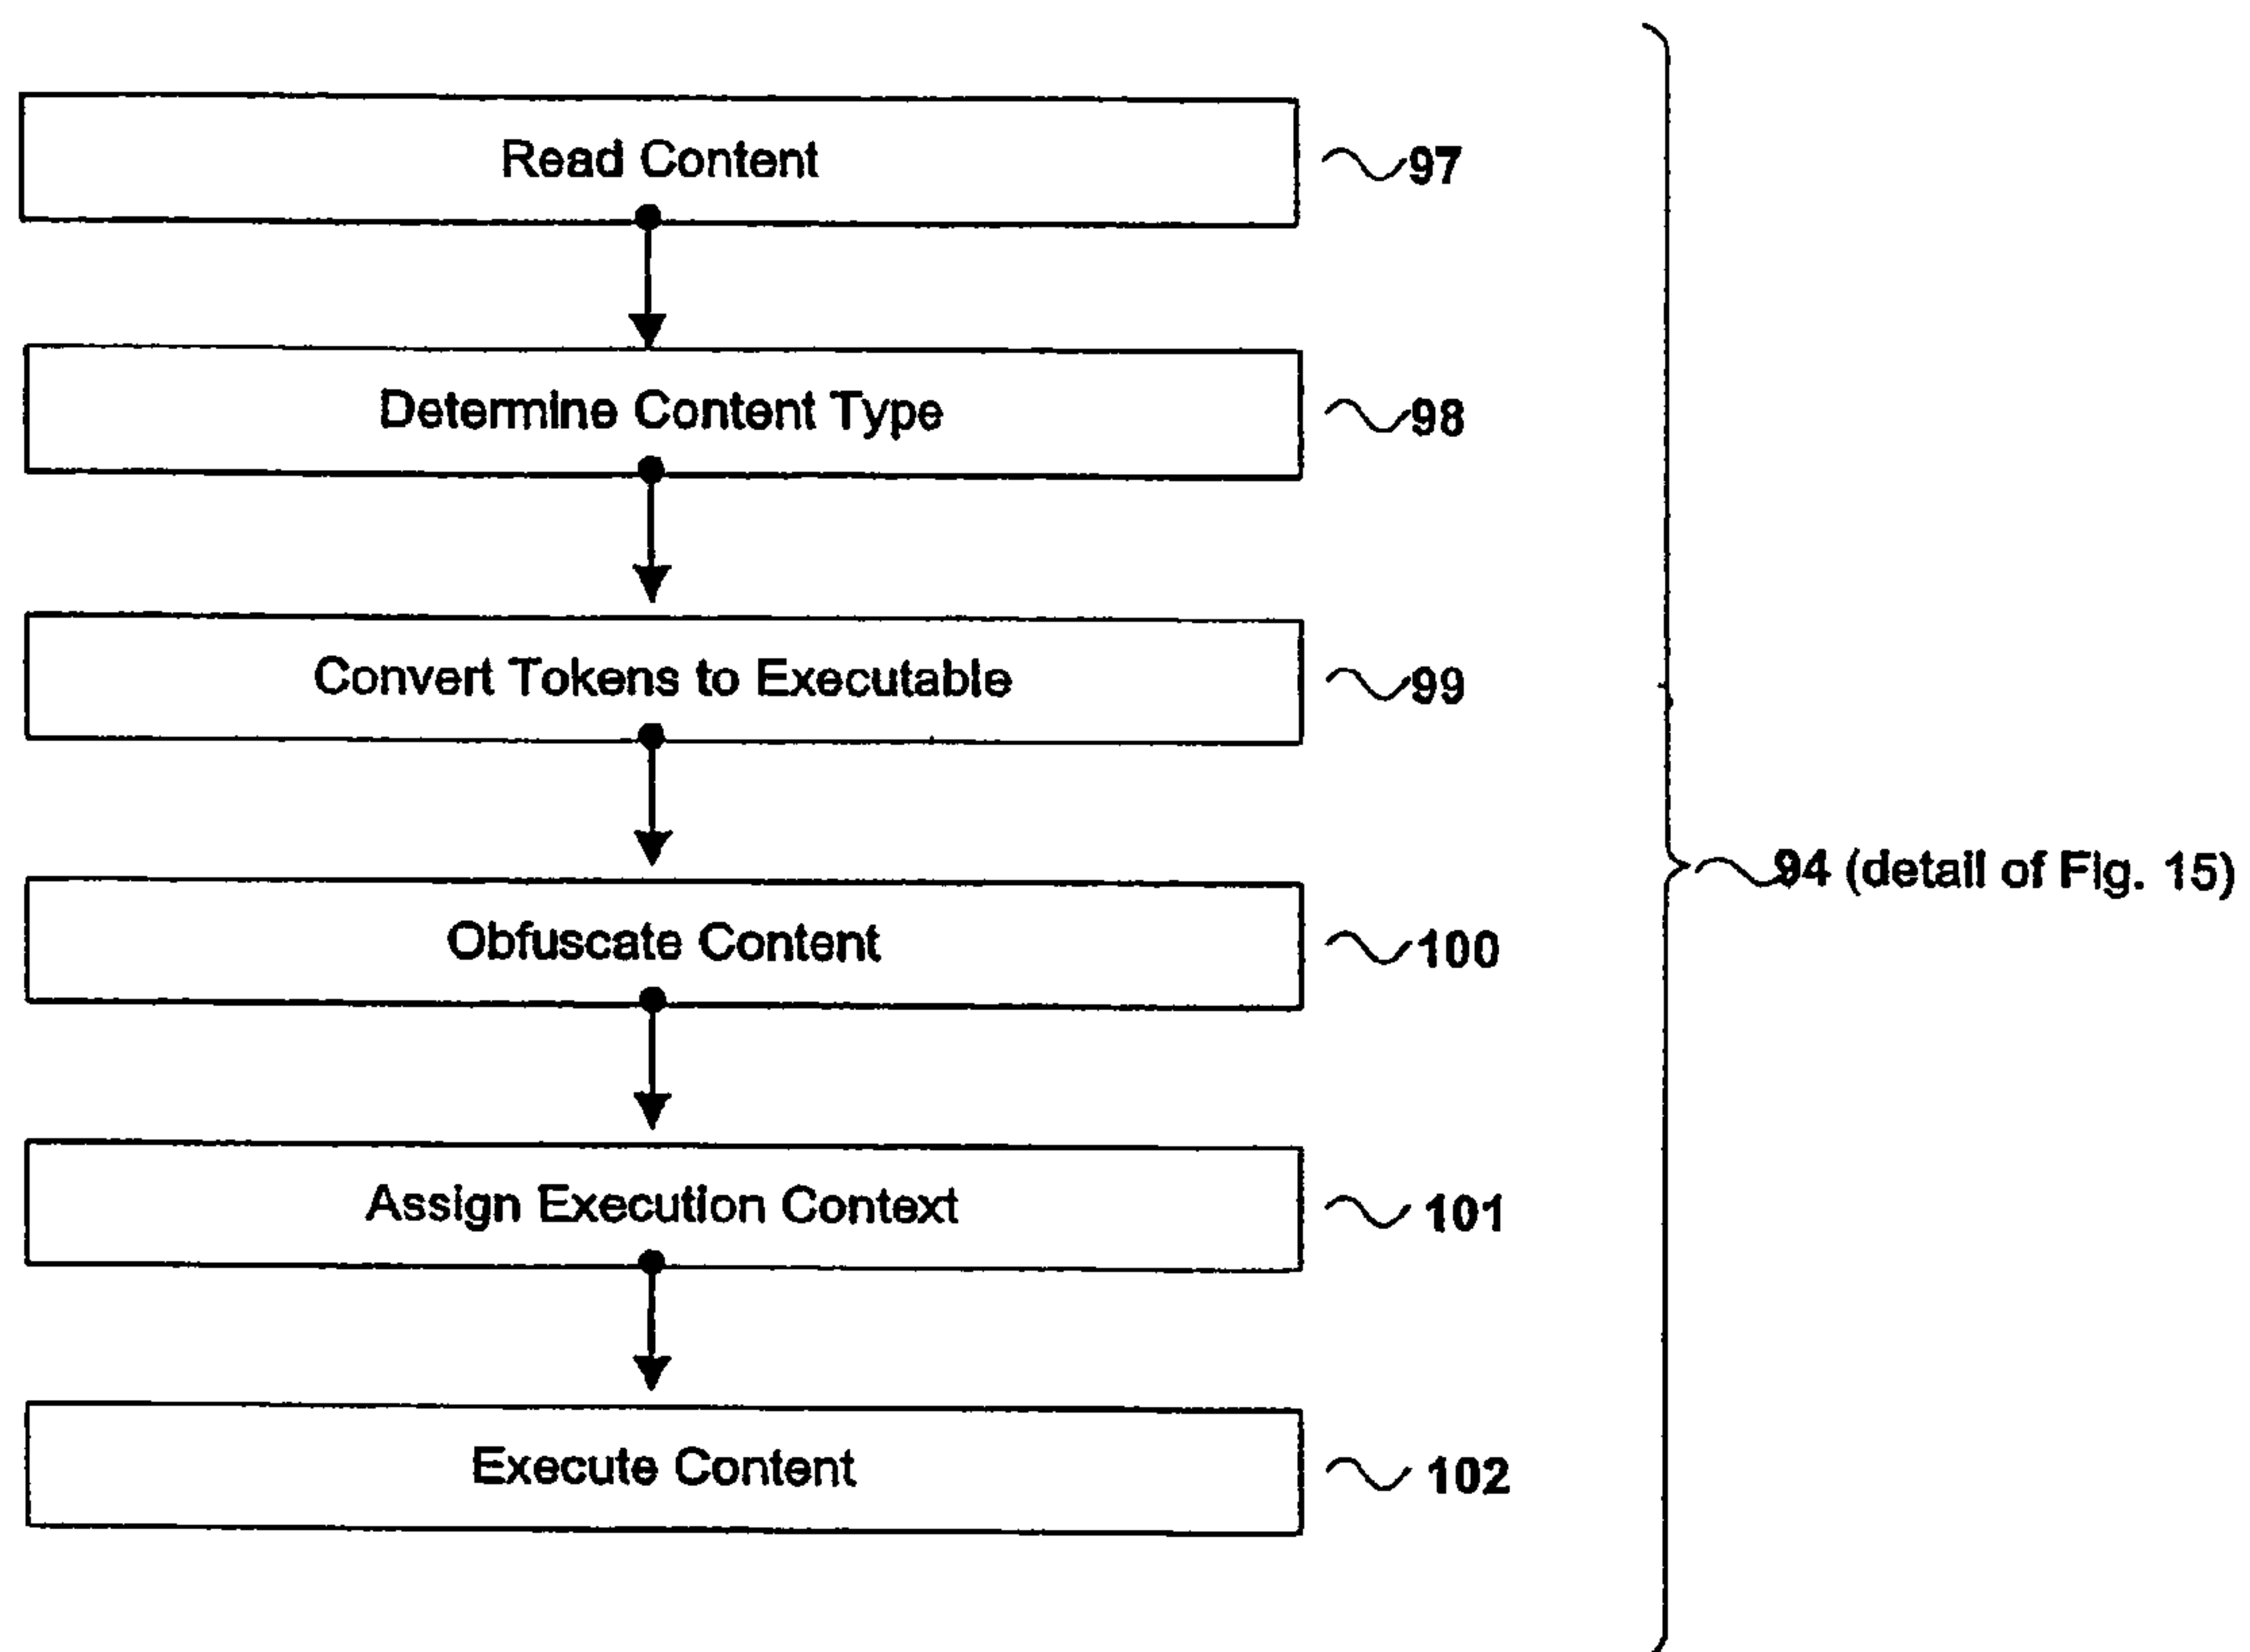 Read Content
97
Determine Content Type
98
Convert Tokens to Executable
99
94 (detail of Fig. 15)
Obfuscate Content
100
Assign Execution Context
101
Execute Content
102